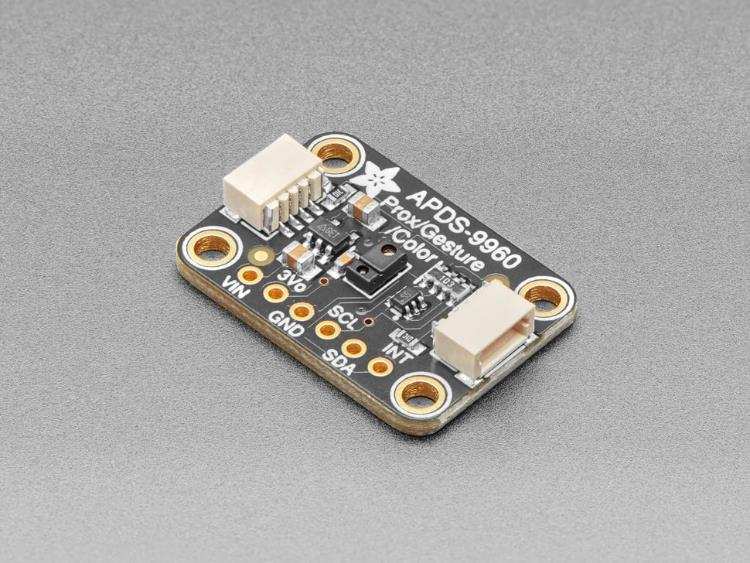 APDS-9960
Prox/Gesture
/Color
VIN
3Vo
GND
SCL
SDA
INT